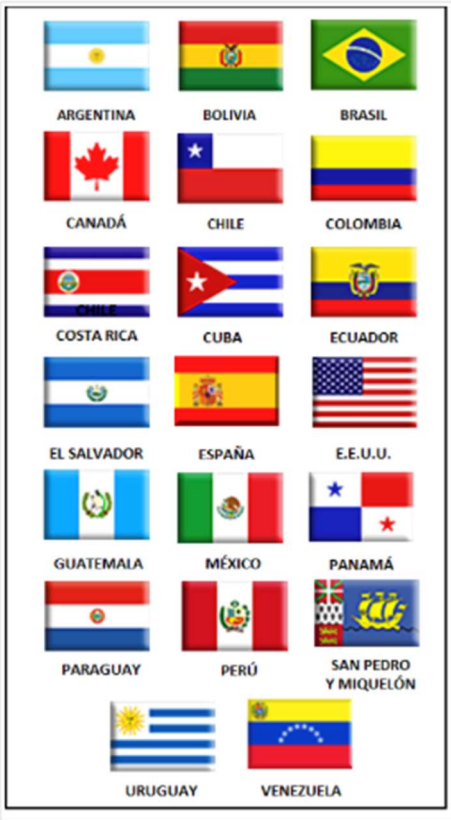 ARGENTINA BOLIVIA BRASIL
CANADÁ CHILE COLOMBIA
CHILE
COSTA RICA CUBA ECUADOR
EL SALVADOR ESPAÑA E.E.U.U.
GUATEMALA MÉXICO PANAMÁ
PARAGUAY PERÚ SAN PEDRO
Y MIQUELÓN
URUGUAY VENEZUELA